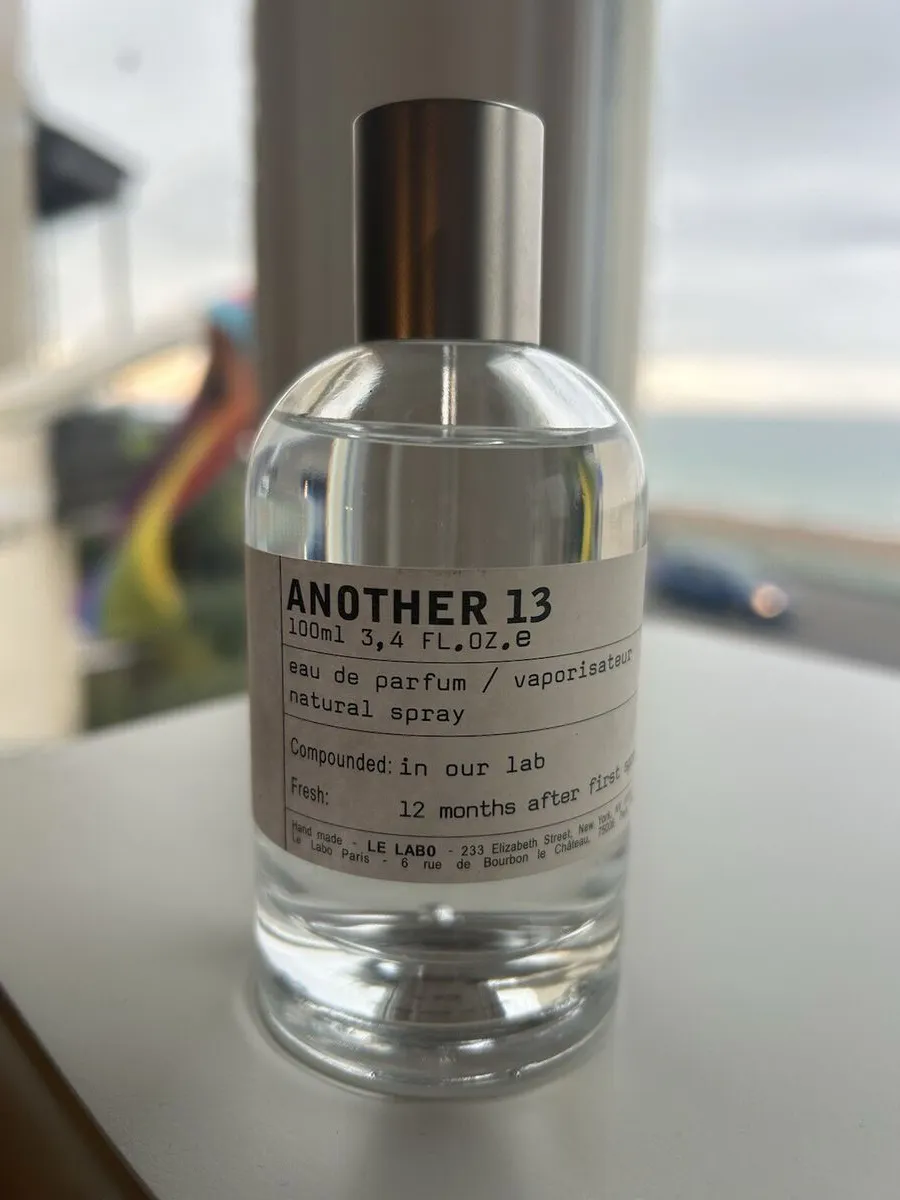 ANOTHER 13
100ml 3,4 FL.OZ.e
eau de parfum / vaporisateur
natural spray
Compounded: in our lab
Fresh: 12 months after first
Hand made - LE LABO - 233 Elizabeth Street, New York,
Le Labo Paris - 6 rue de Bourbon le Château,